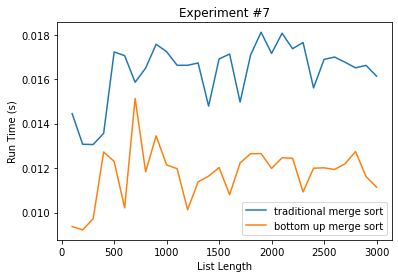 Experiment #7
0.018
0.016
0.014
0.012
0.010
Run Time (s)
0
500
1000
1500
2000
2500
3000
List Length
traditional merge sort
bottom up merge sort